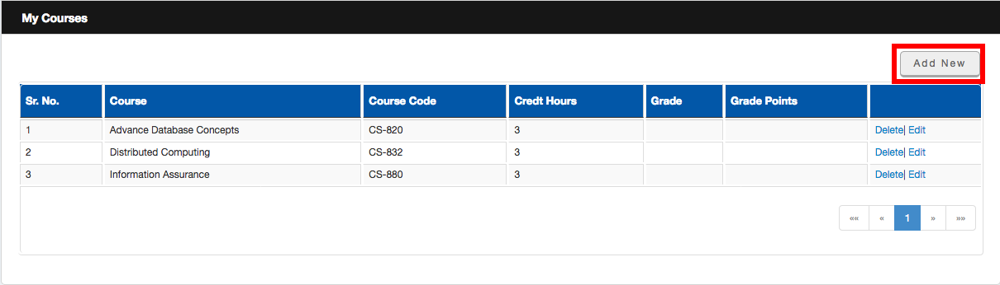 My Courses
Add New
Sr. No. Course Course Code Credt Hours Grade Grade Points
1 Advance Database Concepts CS-820 3 Delete| Edit
2 Distributed Computing CS-832 3 Delete| Edit
3 Information Assurance CS-880 3 Delete| Edit
«« « 1 » »»